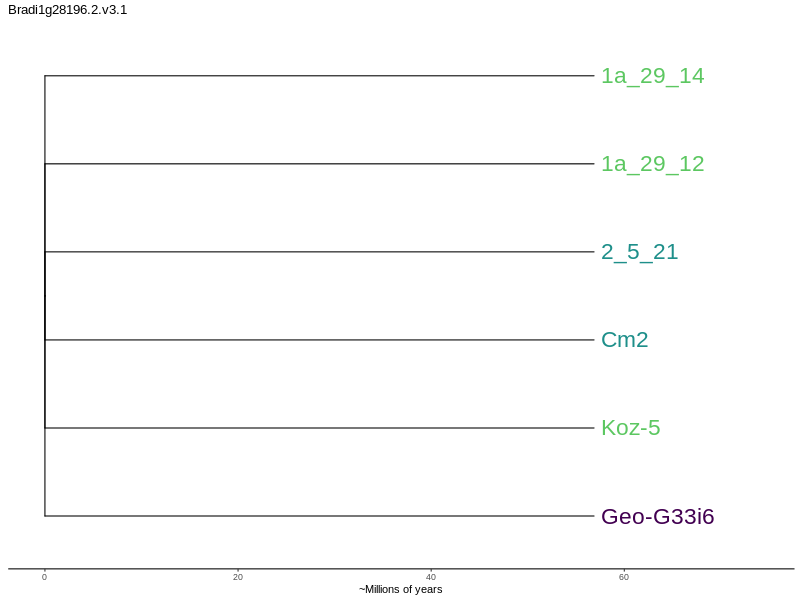 Bradi1g28196.2.v3.1
1a_29_14
1a_29_12
2_5_21
Cm2
Koz-5
Geo-G33i6
0 20 40 60
~Millions of years